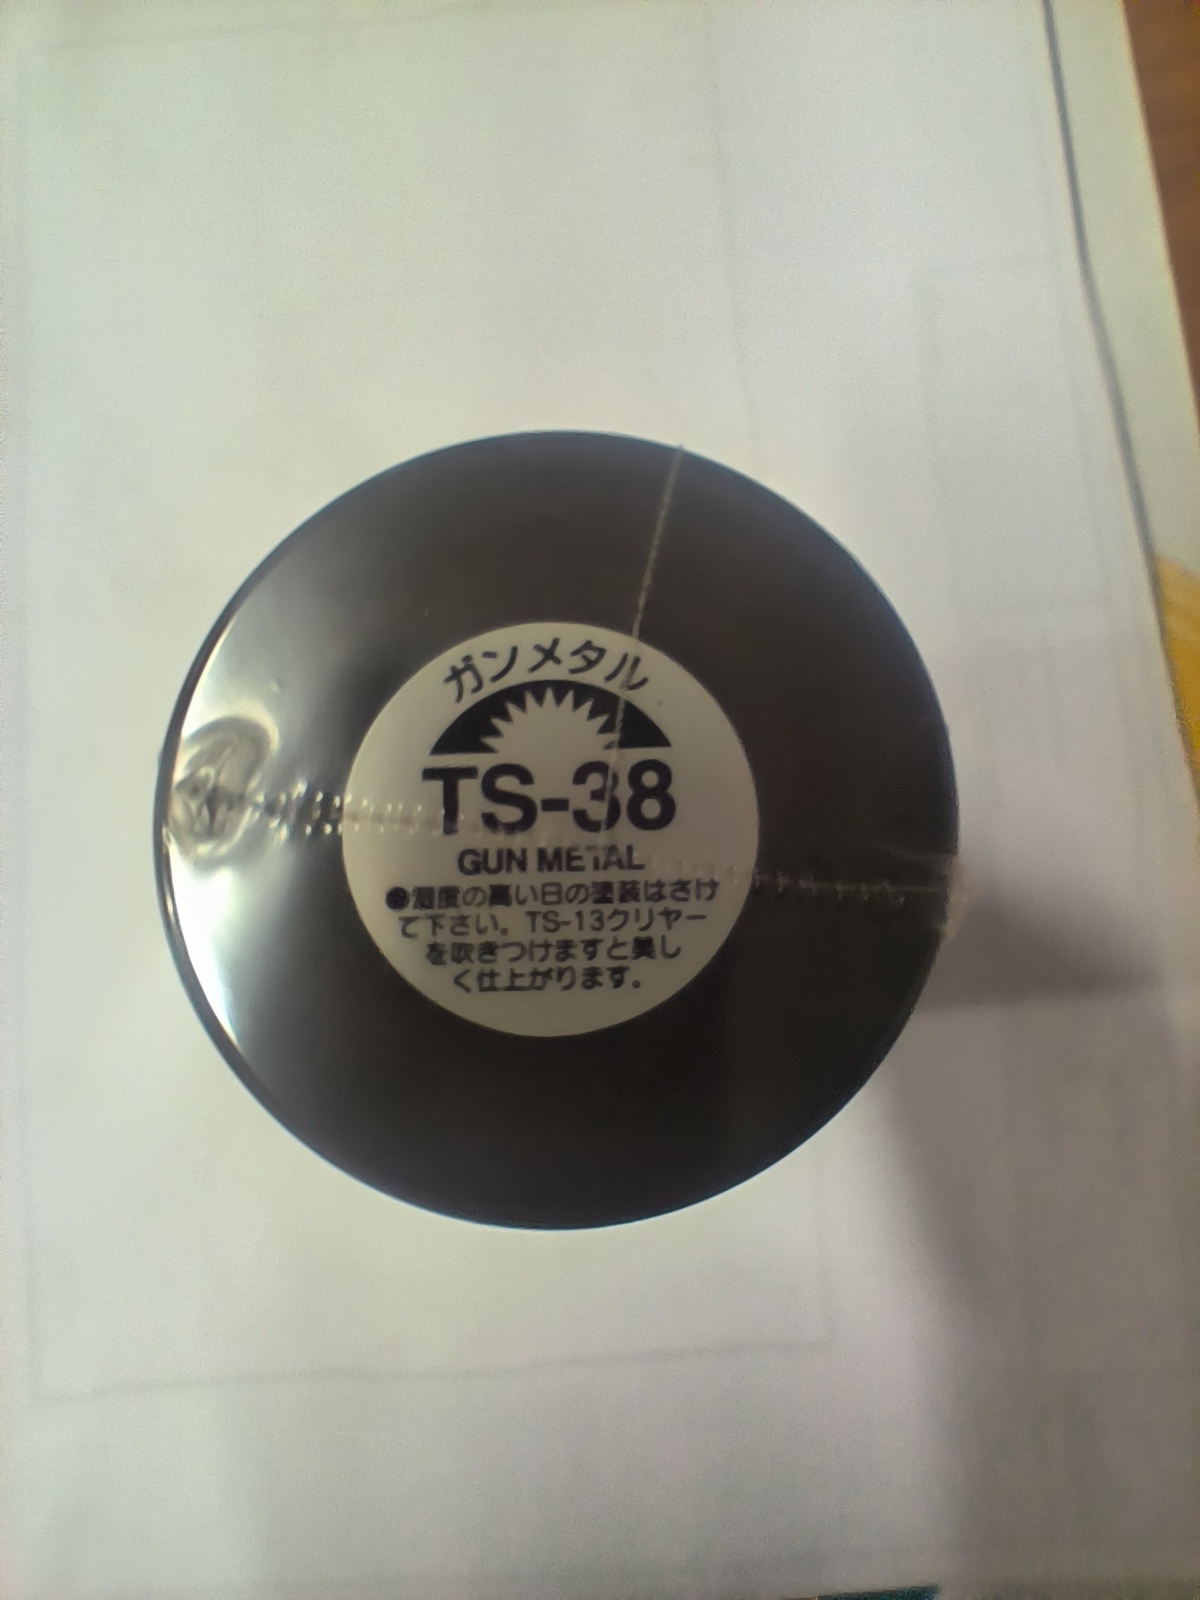 ガンメタル
TS-38
GUN METAL
●湿度の高い日の塗装はさけ
て下さい。TS-13クリヤー
を吹きつけますと美し
く仕上がります。